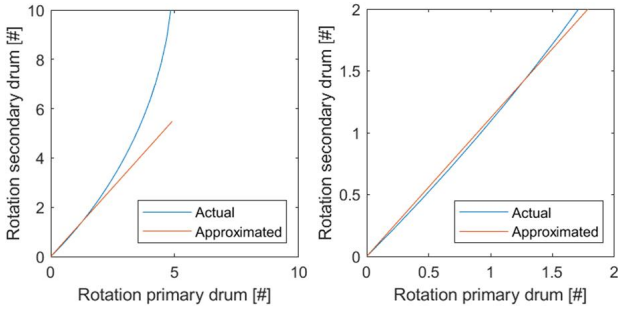 10
8
6
4
2
0
Rotation secondary drum [#]
Actual
Approximated
0
5
10
Rotation primary drum [#]
2
1.5
1
0.5
0
Rotation secondary drum [#]
Actual
Approximated
0
0.5
1
1.5
2
Rotation primary drum [#]